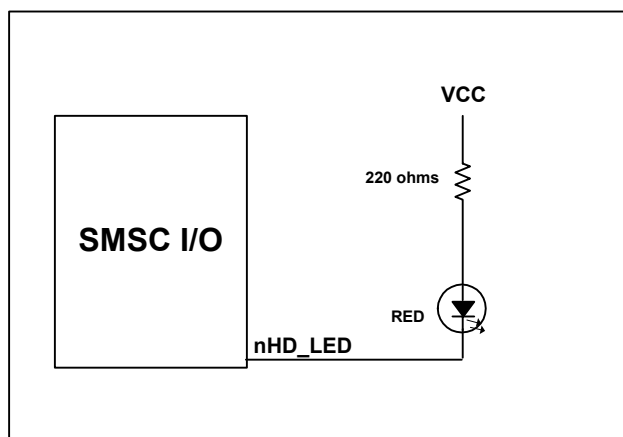 VCC
220 ohms
SMSC I/O
RED
nHD_LED